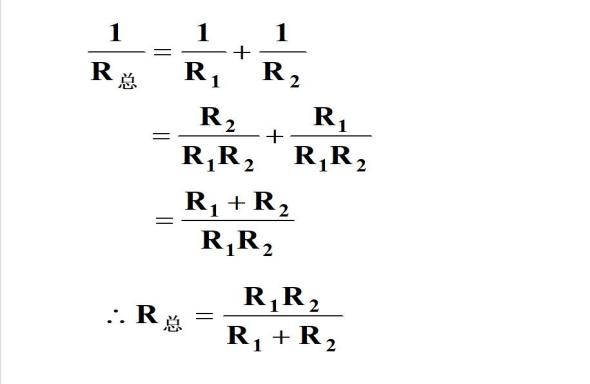 1/R总 = 1/R₁ + 1/R₂
= R₂/R₁R₂ + R₁/R₁R₂
= R₁ + R₂/R₁R₂
∴ R总 = R₁R₂/R₁ + R₂